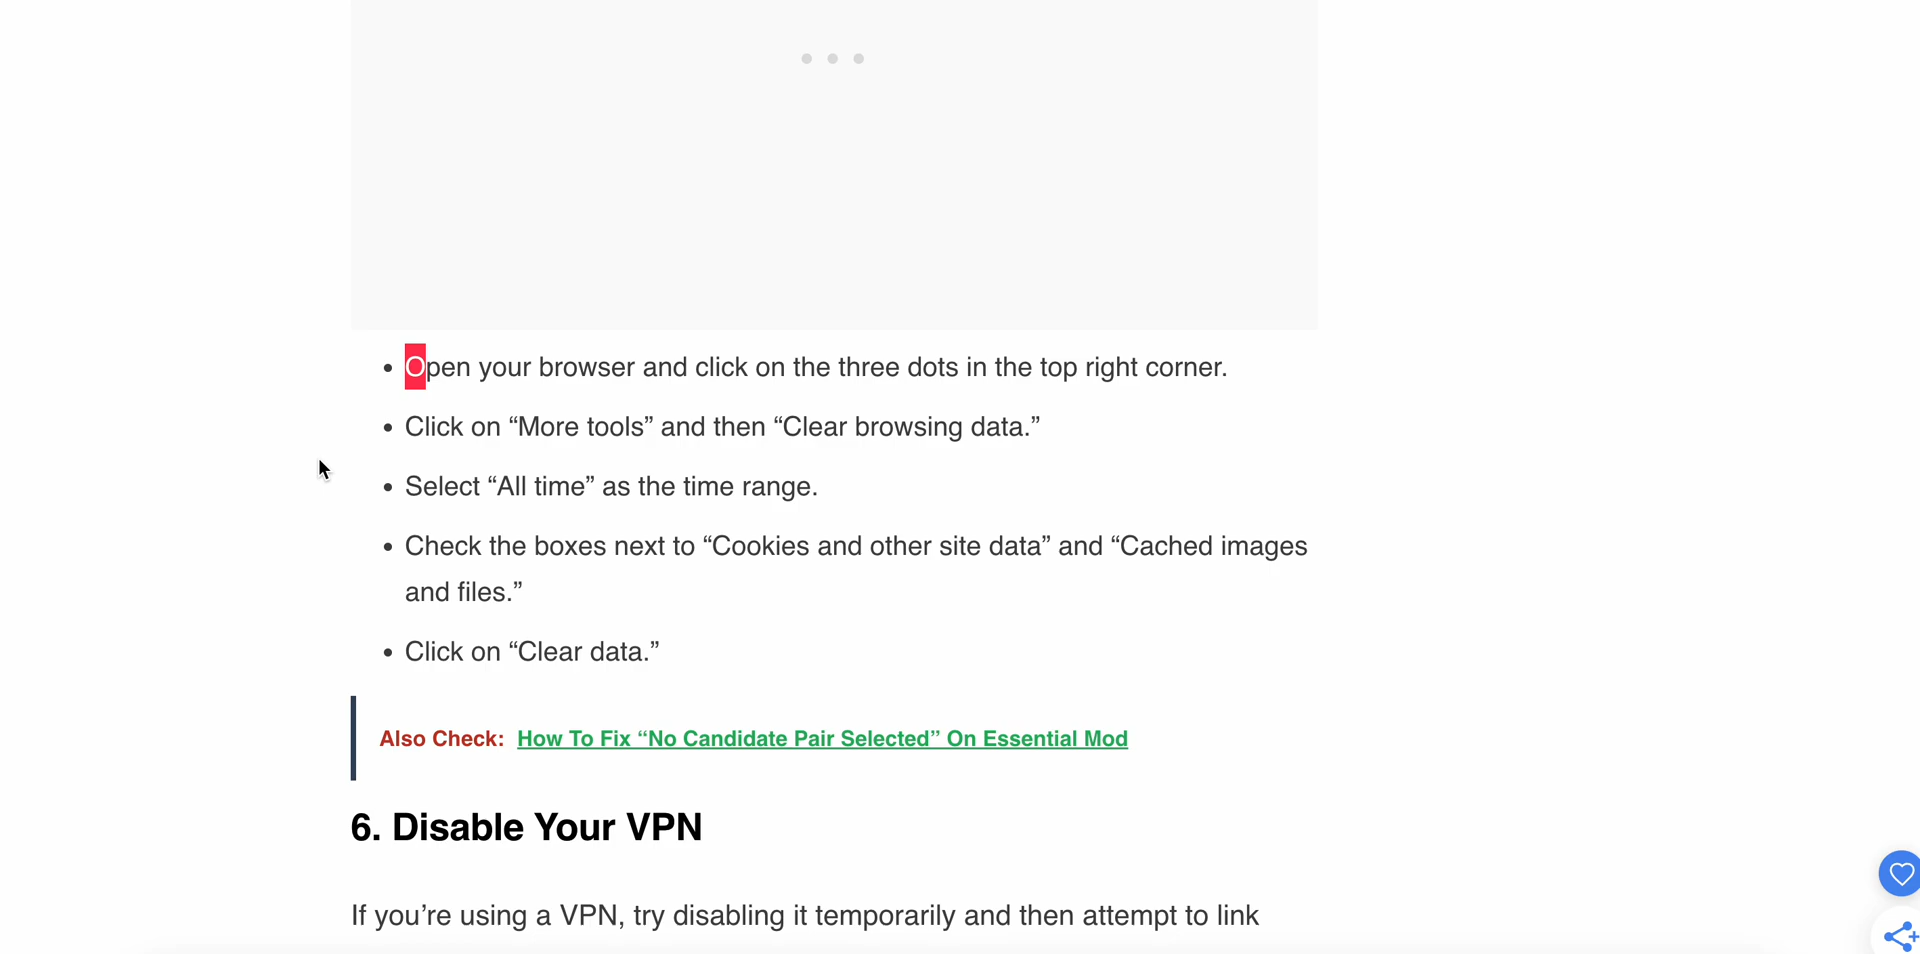 Open your browser and click on the three dots in the top right corner.
Click on “More tools” and then “Clear browsing data.”
Select “All time” as the time range.
Check the boxes next to “Cookies and other site data” and “Cached images
and files.”
Click on “Clear data.”
Also Check: How To Fix “No Candidate Pair Selected” On Essential Mod
6. Disable Your VPN
If you’re using a VPN, try disabling it temporarily and then attempt to link